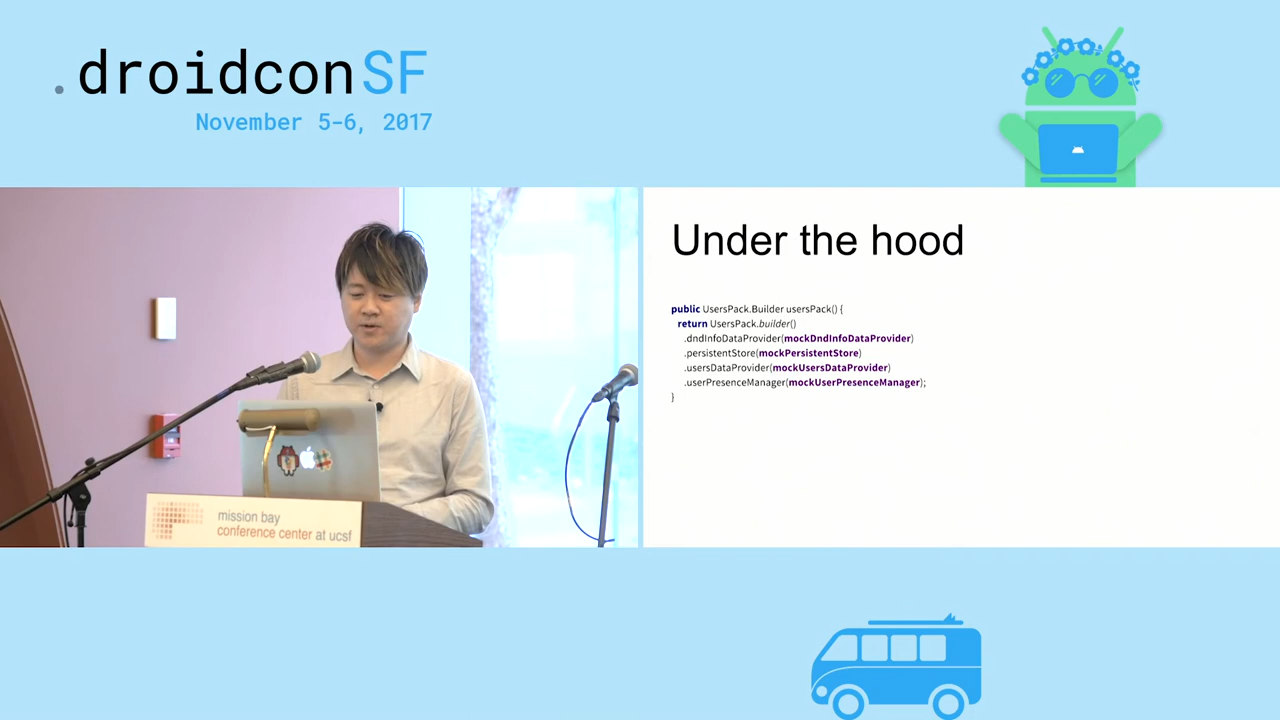 .droidconSF
November 5-6, 2017
Under the hood
public UsersPack.Builder usersPack() {
return UsersPack.builder()
.dndInfoDataProvider(mockDndInfoDataProvider)
.persistentStore(mockPersistentStore)
.usersDataProvider(mockUsersDataProvider)
.userPresenceManager(mockUserPresenceManager);
}
mission bay
conference center at ucsf